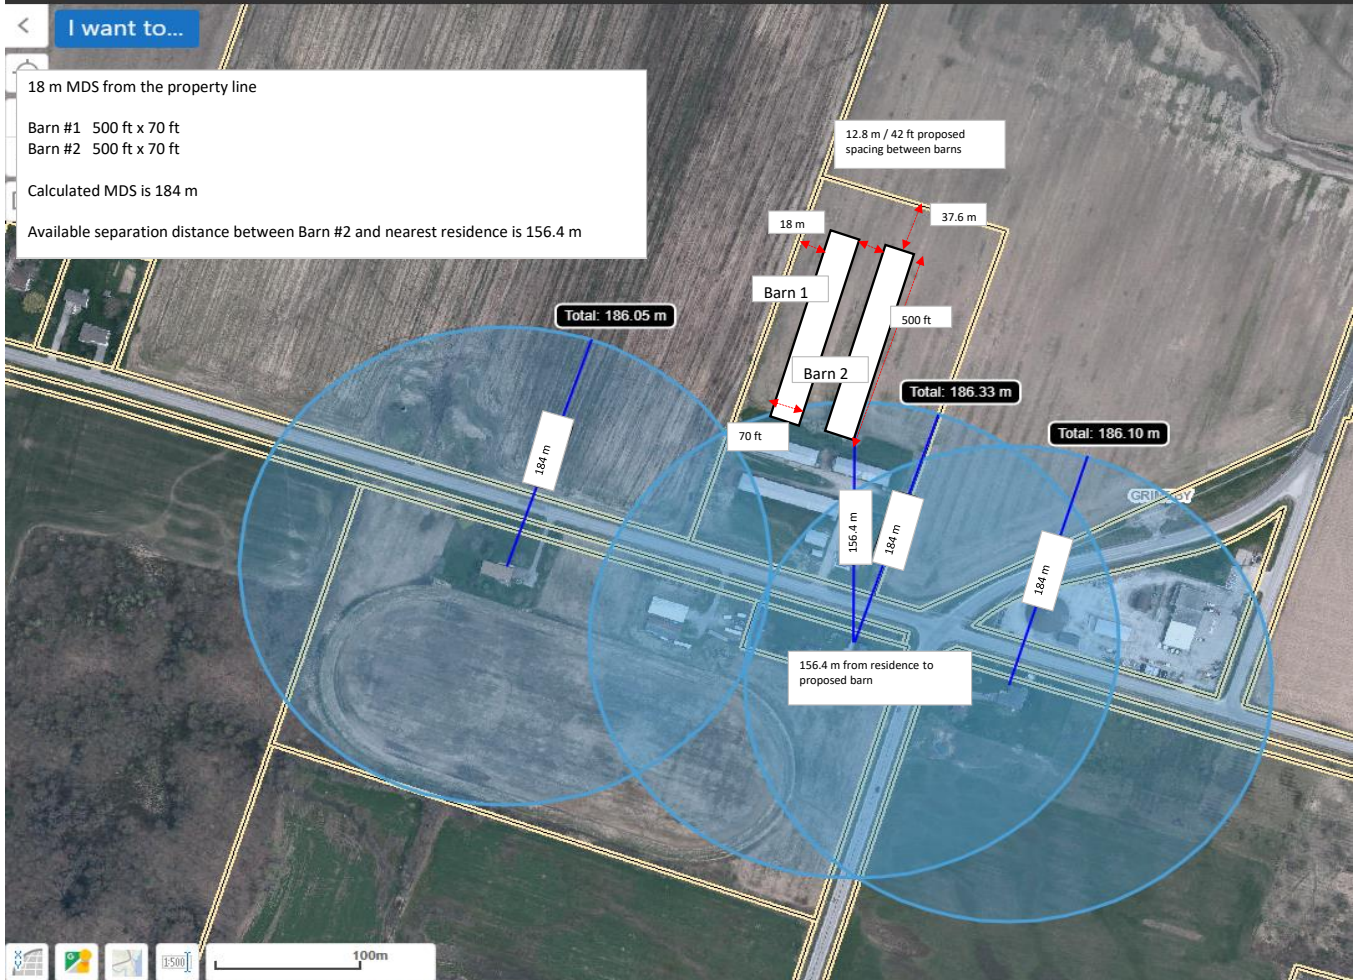 I want to...
18 m MDS from the property line
Barn #1 500 ft x 70 ft
Barn #2 500 ft x 70 ft
Calculated MDS is 184 m
Available separation distance between Barn #2 and nearest residence is 156.4 m
12.8 m / 42 ft proposed
spacing between barns
37.6 m
18 m
Barn 1
500 ft
Total: 186.05 m
Barn 2
Total: 186.33 m
70 ft
Total: 186.10 m
184 m
156.4 m
184 m
184 m
156.4 m from residence to
proposed barn
100m
1:500